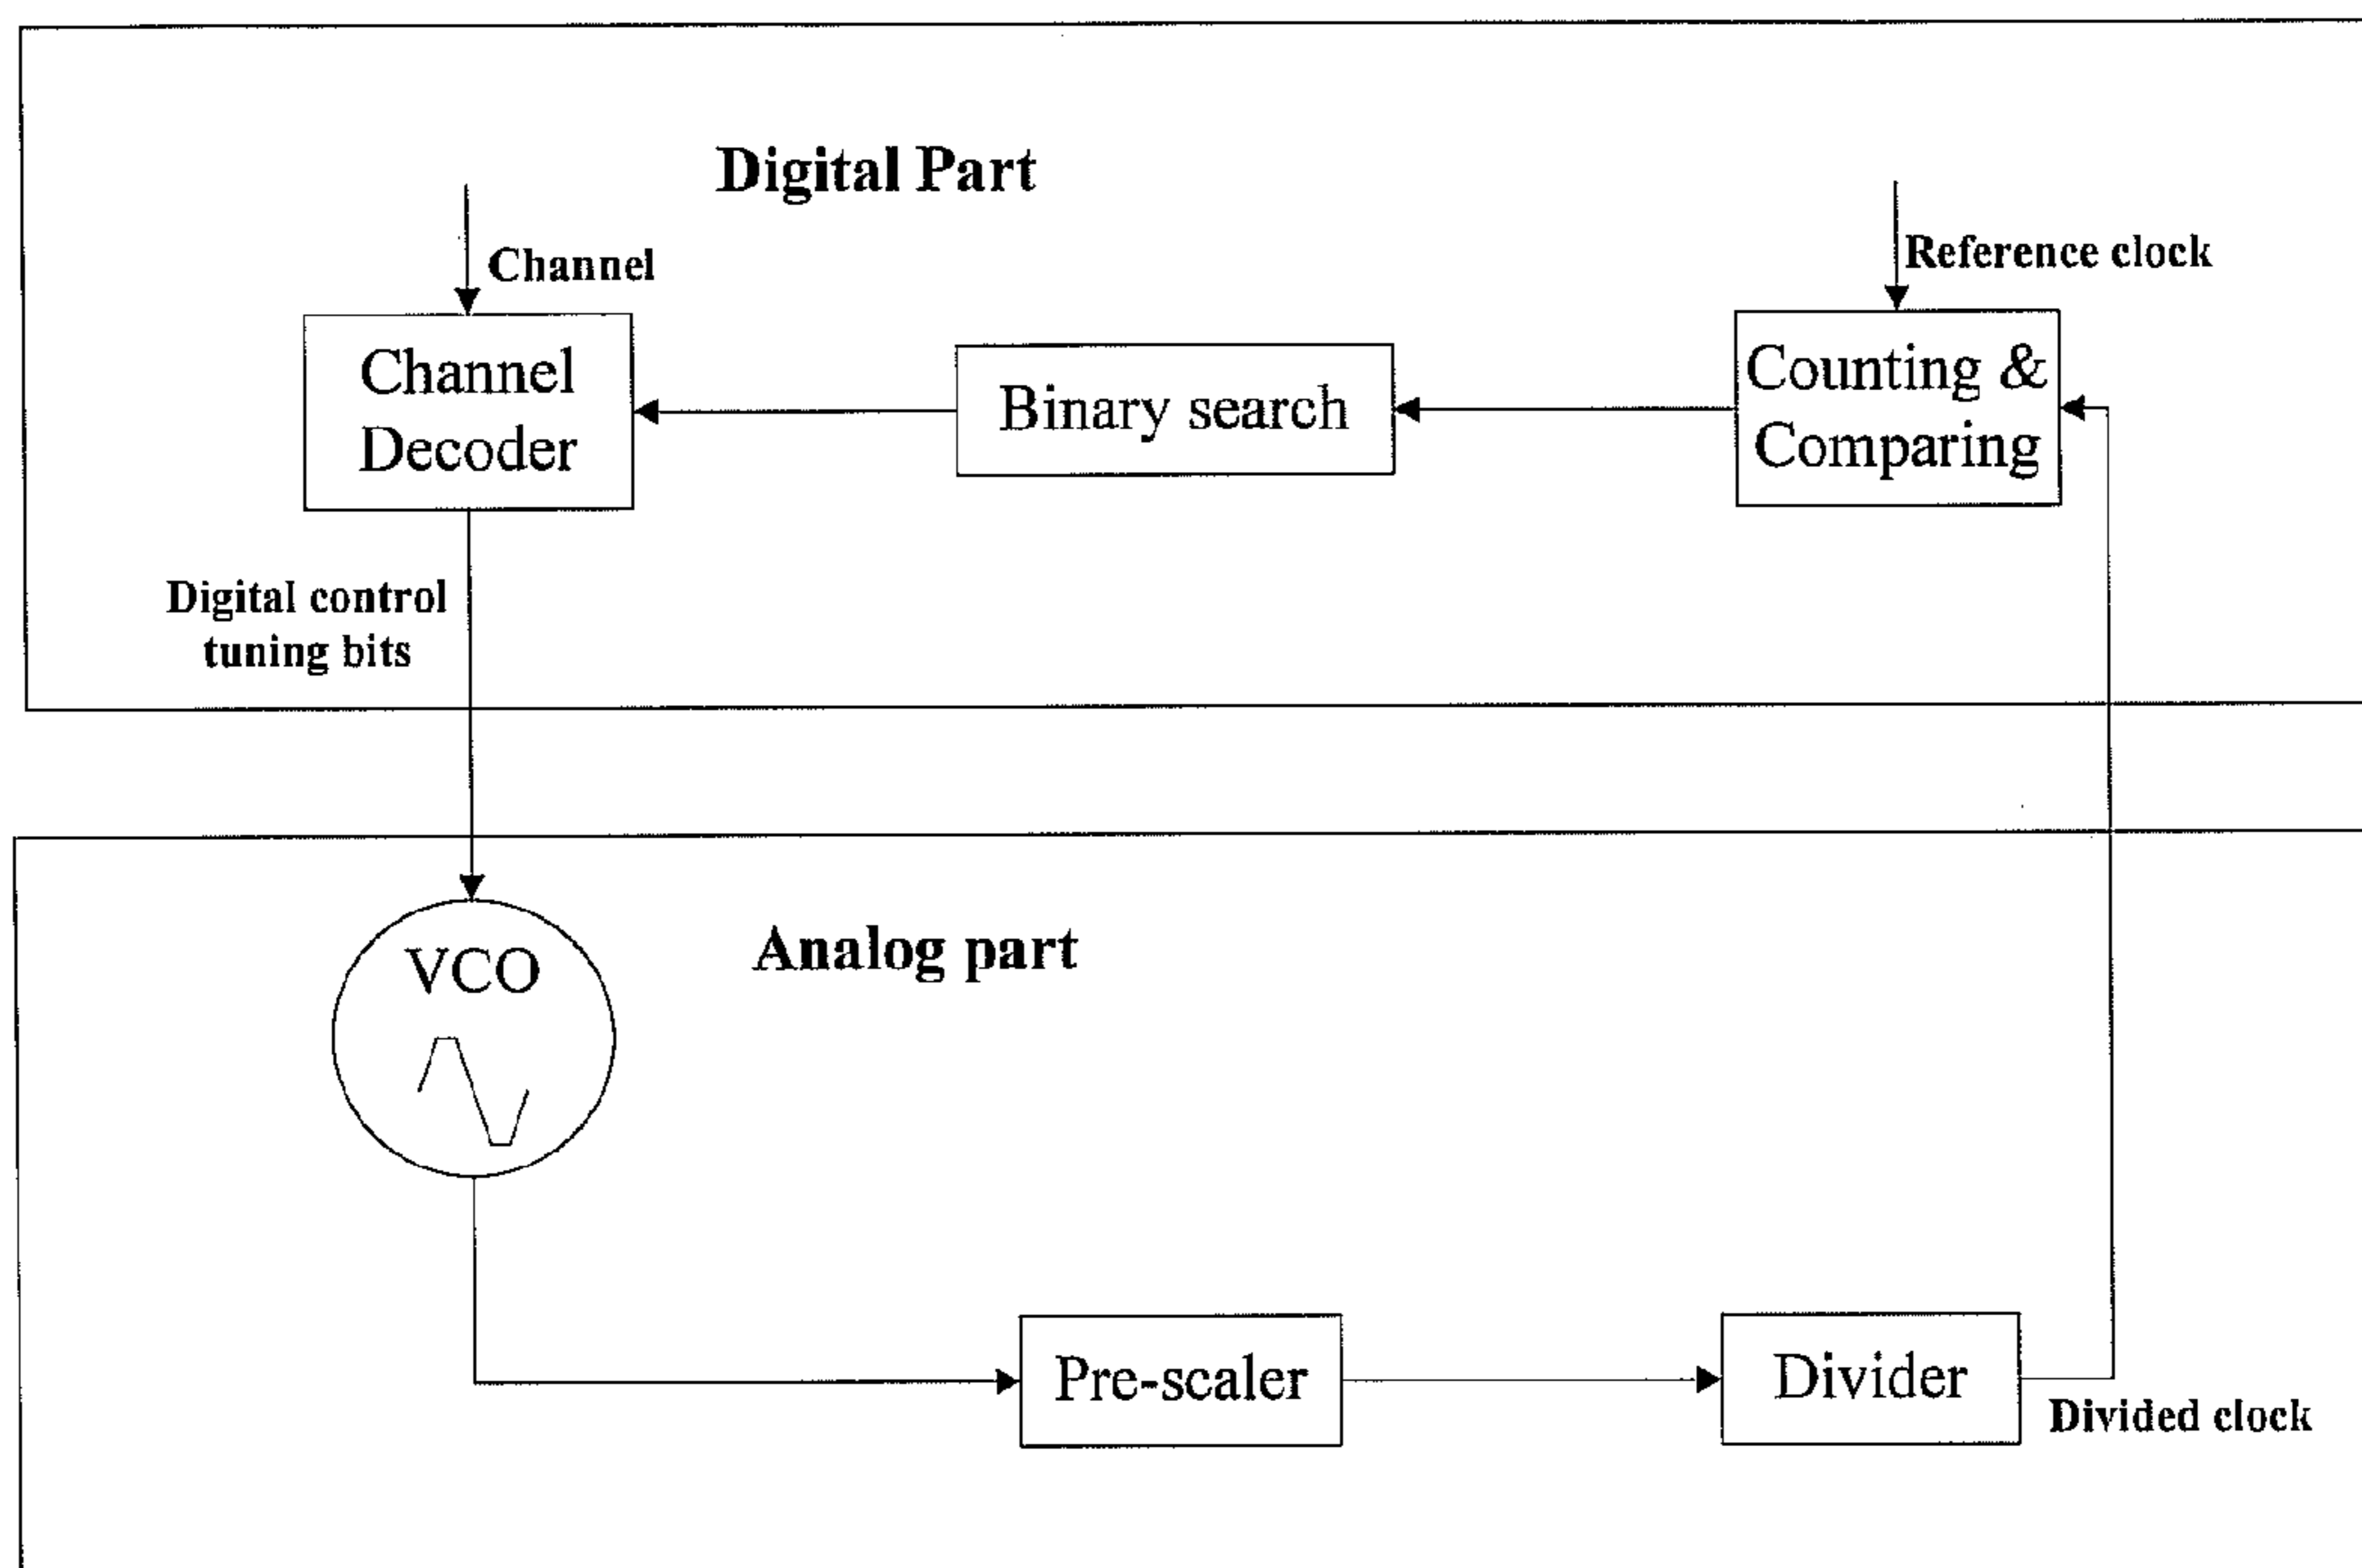 Digital Part
Channel
Reference clock
Channel
Decoder
Binary search
Counting &
Comparing
Digital control
tuning bits
Analog part
VCO
Pre-scaler
Divider
Divided clock